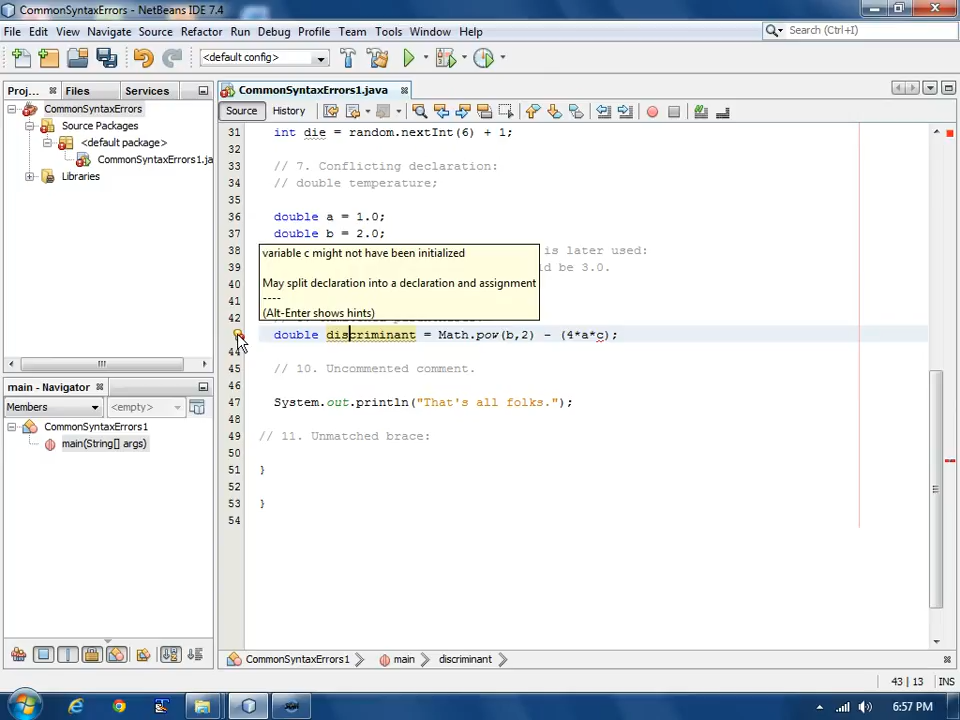 CommonSyntaxErrors - NetBeans IDE 7.4
File Edit View Navigate Source Refactor Run Debug Profile Team Tools Window Help
Search (Ctrl+I)
<default config>
Proj... Files Services
CommonSyntaxErrors1.java
CommonSyntaxErrors
Source Packages
<default package>
CommonSyntaxErrors1.ja
Libraries
Source History
31 int die = random.nextInt(6) + 1;
32
33 // 7. Conflicting declaration:
34 // double temperature;
35
36 double a = 1.0;
37 double b = 2.0;
38 is later used:
39 d be 3.0.
40
41
42
variable c might not have been initialized
May split declaration into a declaration and assignment
----
(Alt-Enter shows hints)
double discriminant = Math.pow(b,2) - (4*a*c);
44
45 // 10. Uncommented comment.
46
47 System.out.println("That's all folks.");
48
49 // 11. Unmatched brace:
50
51 }
52
53 }
54
main - Navigator
Members <empty>
CommonSyntaxErrors1
main(String[] args)
CommonSyntaxErrors1 main discriminant
43 | 13 INS
6:57 PM